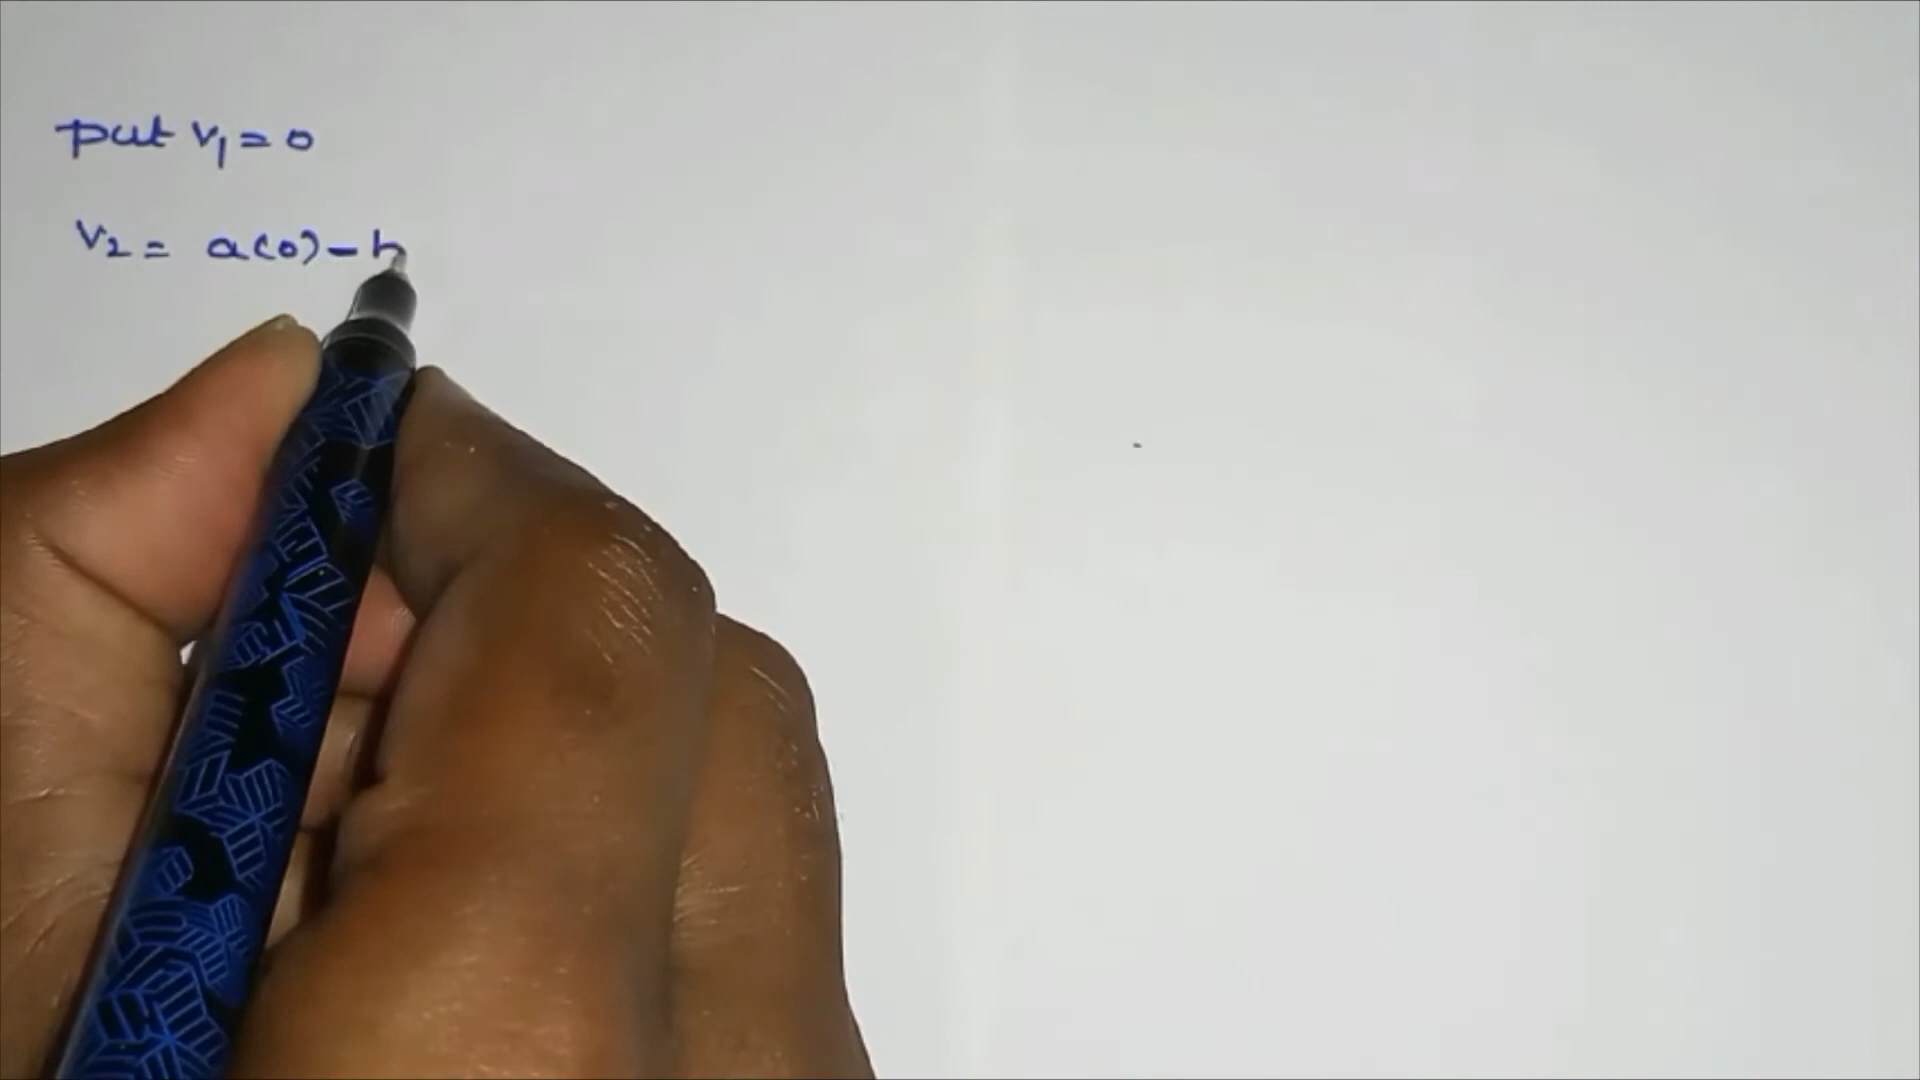 put v₁ = 0
v₂ = a(0) - h